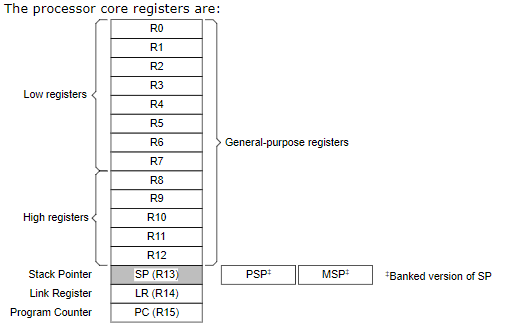 The processor core registers are:
R0
R1
R2
R3
Low registers
R4
R5
R6
General-purpose registers
R7
R8
R9
High registers
R10
R11
R12
Stack Pointer
SP (R13)
PSP‡
MSP‡
‡Banked version of SP
Link Register
LR (R14)
Program Counter
PC (R15)